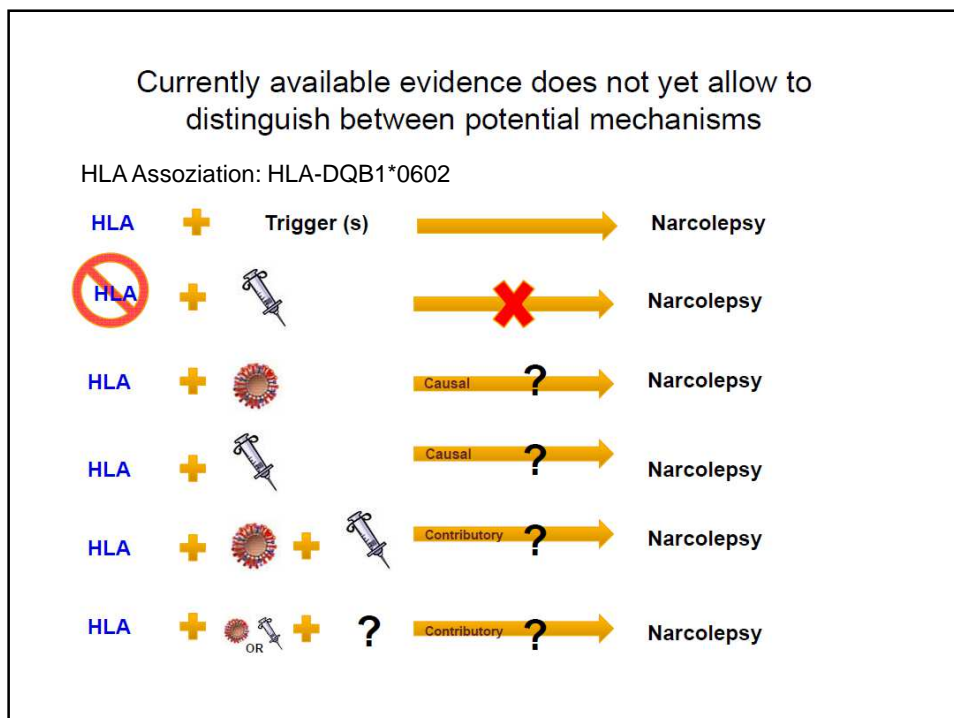 Currently available evidence does not yet allow to
distinguish between potential mechanisms
HLA Assoziation: HLA-DQB1*0602
HLA Trigger (s) Narcolepsy
HLA Narcolepsy
HLA Causal ? Narcolepsy
HLA Causal ? Narcolepsy
HLA Contributory ? Narcolepsy
HLA OR ? Contributory ? Narcolepsy